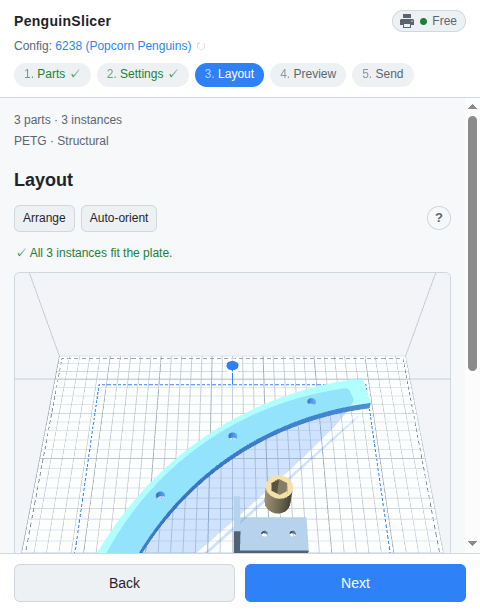 PenguinSlicer
Free
Config: 6238 (Popcorn Penguins)
1. Parts ✓
2. Settings ✓
3. Layout
4. Preview
5. Send
3 parts · 3 instances
PETG · Structural
Layout
Arrange
Auto-orient
?
✓ All 3 instances fit the plate.
Back
Next